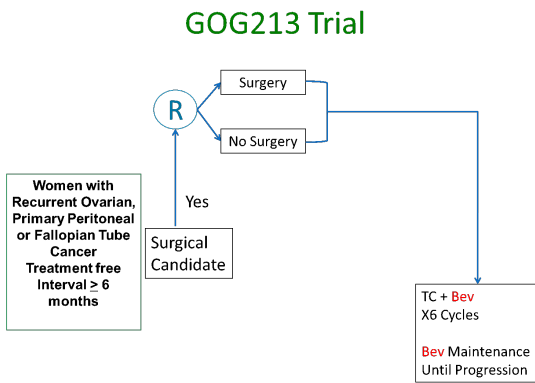 GOG213 Trial
Surgery
R
No Surgery
Women with
Recurrent Ovarian,
Primary Peritoneal
or Fallopian Tube
Cancer
Treatment free
Interval ≥ 6
months
Yes
Surgical
Candidate
TC + Bev
X6 Cycles
Bev Maintenance
Until Progression